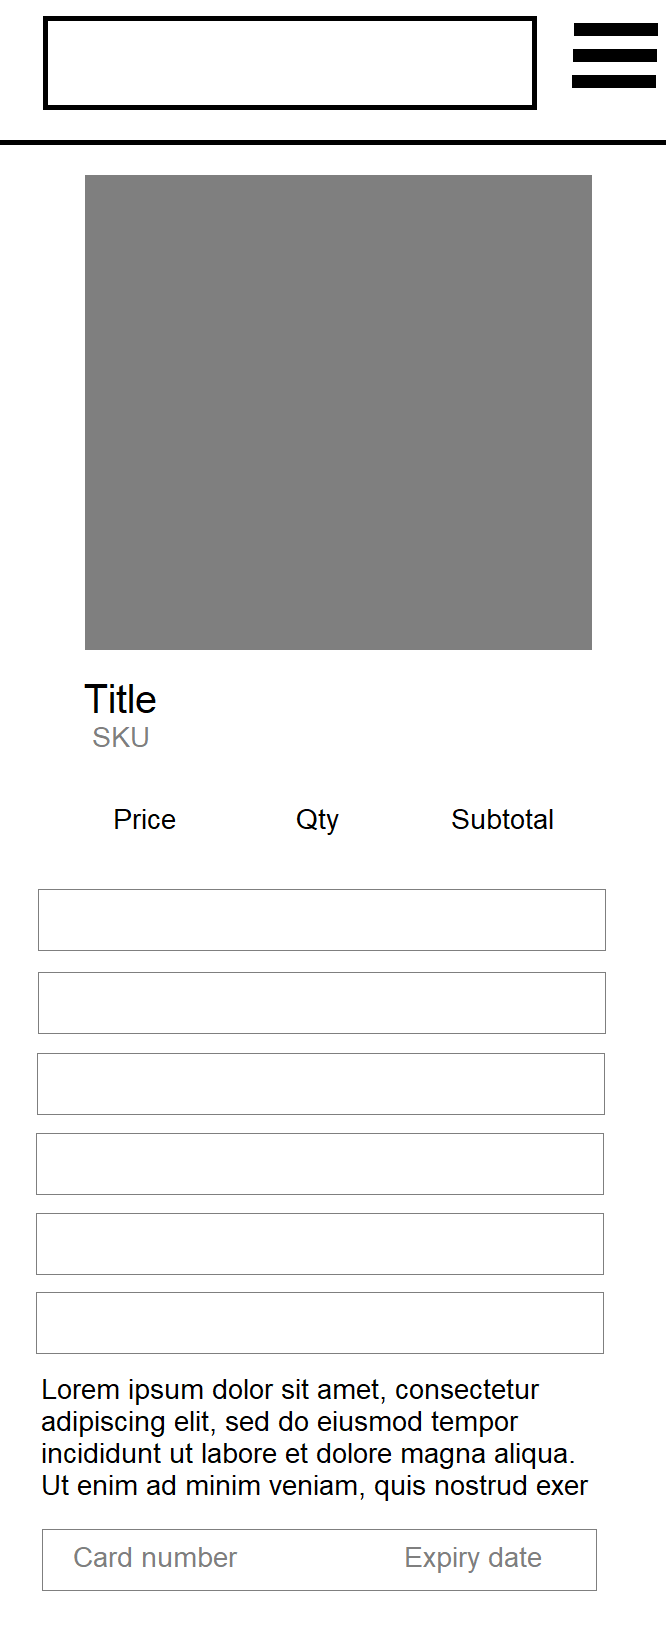 Title
SKU
Price Qty Subtotal
Lorem ipsum dolor sit amet, consectetur
adipiscing elit, sed do eiusmod tempor
incididunt ut labore et dolore magna aliqua.
Ut enim ad minim veniam, quis nostrud exer
Card number Expiry date